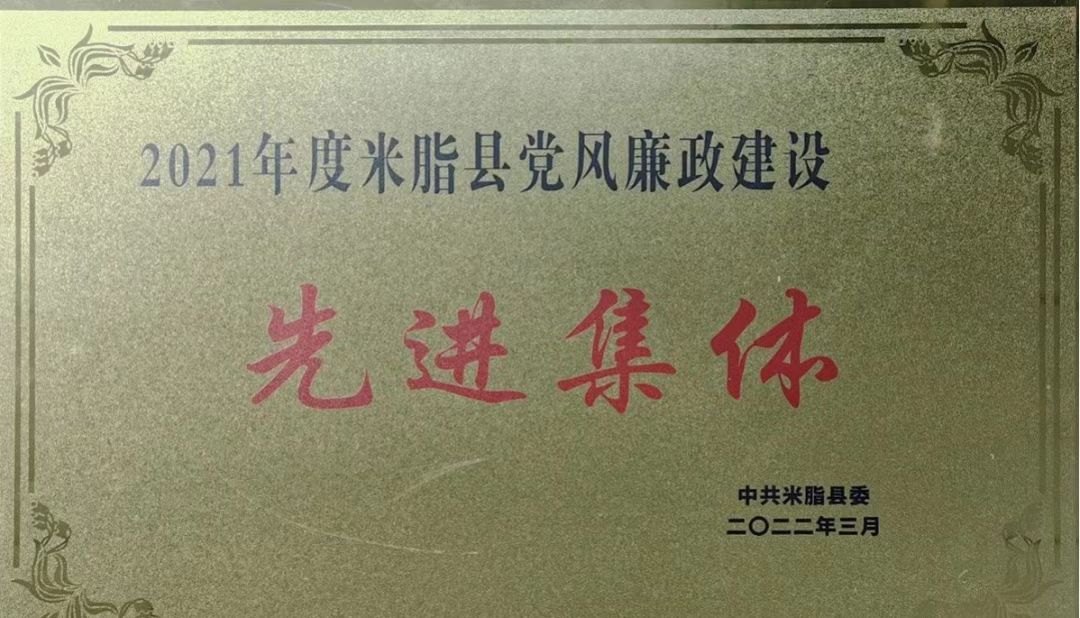 2021年度米脂县党风廉政建设
先进集体
中共米脂县委
二〇二二年三月